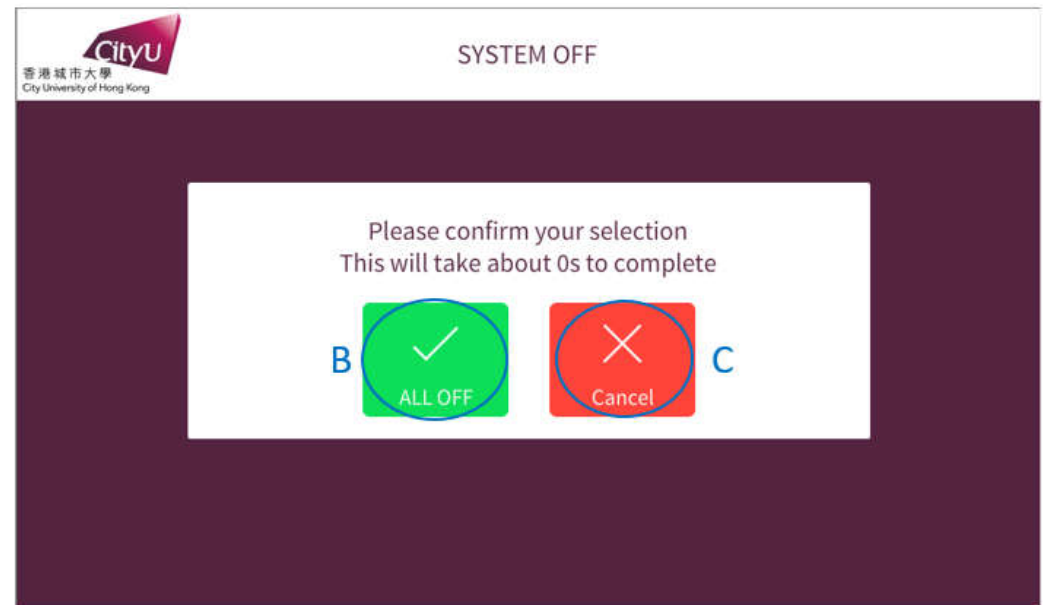 CityU
香港城市大學
City University of Hong Kong
SYSTEM OFF
Please confirm your selection
This will take about 0s to complete
B
ALL OFF
Cancel
C